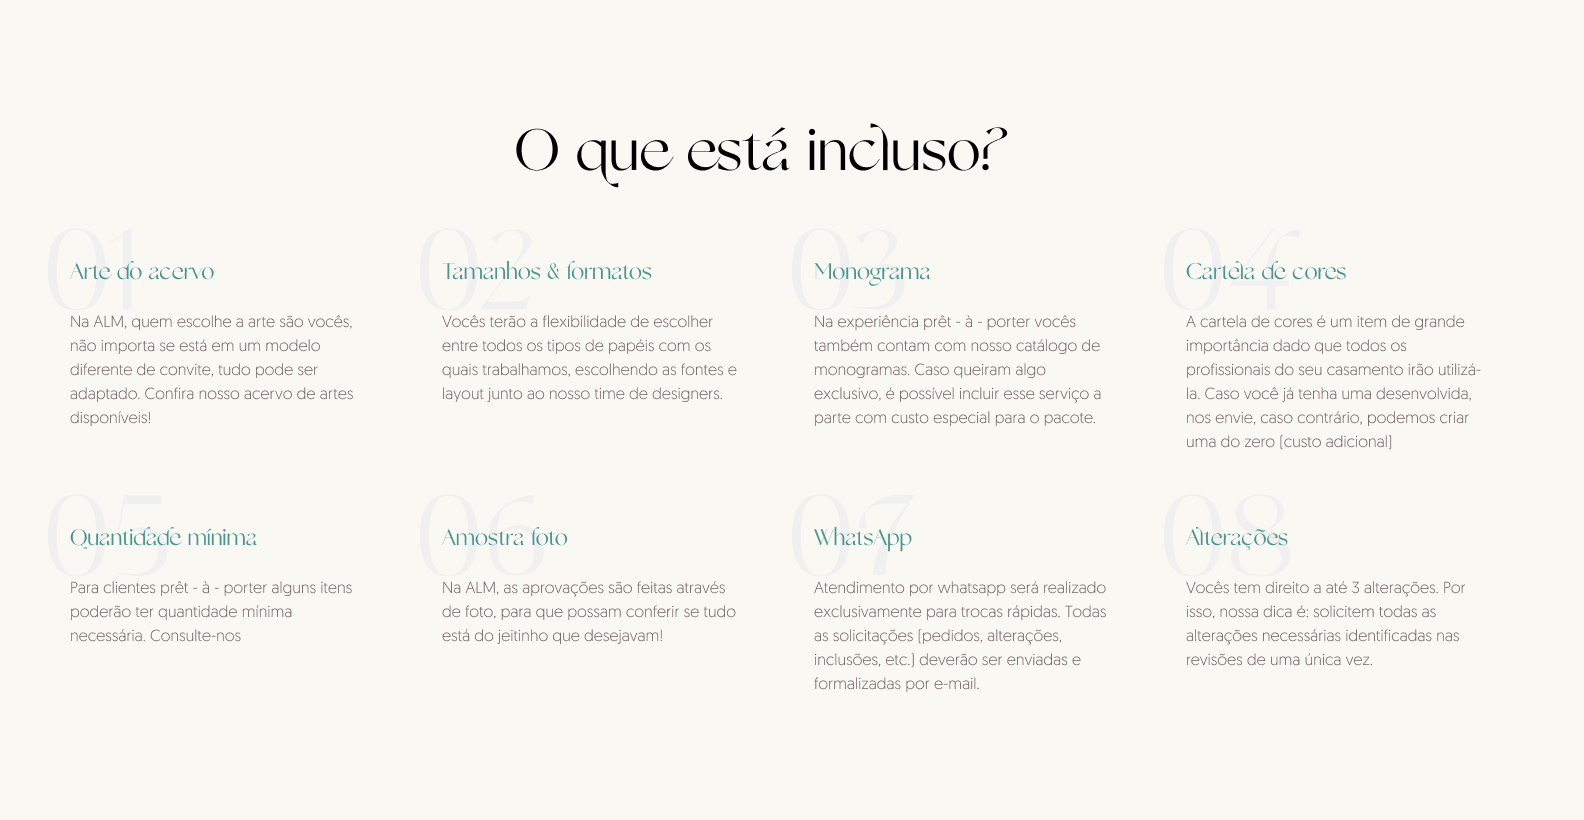 O que está incluso?
01
Arte do acervo
Na ALM, quem escolhe a arte são vocês,
não importa se está em um modelo
diferente de convite, tudo pode ser
adaptado. Confira nosso acervo de artes
disponíveis!
02
Tamanhos & formatos
Vocês terão a flexibilidade de escolher
entre todos os tipos de papéis com os
quais trabalhamos, escolhendo as fontes e
layout junto ao nosso time de designers.
03
Monograma
Na experiência prêt - à - porter vocês
também contam com nosso catálogo de
monogramas. Caso queiram algo
exclusivo, é possível incluir esse serviço a
parte com custo especial para o pacote.
04
Cartela de cores
A cartela de cores é um item de grande
importância dado que todos os
profissionais do seu casamento irão utilizá-
la. Caso você já tenha uma desenvolvida,
nos envie, caso contrário, podemos criar
uma do zero (custo adicional)
05
Quantidade mínima
Para clientes prêt - à - porter alguns itens
poderão ter quantidade mínima
necessária. Consulte-nos
06
Amostra foto
Na ALM, as aprovações são feitas através
de foto, para que possam conferir se tudo
está do jeitinho que desejavam!
07
WhatsApp
Atendimento por whatsapp será realizado
exclusivamente para trocas rápidas. Todas
as solicitações (pedidos, alterações,
inclusões, etc.) deverão ser enviadas e
formalizadas por e-mail.
08
Alterações
Vocês tem direito a até 3 alterações. Por
isso, nossa dica é: solicitem todas as
alterações necessárias identificadas nas
revisões de uma única vez.